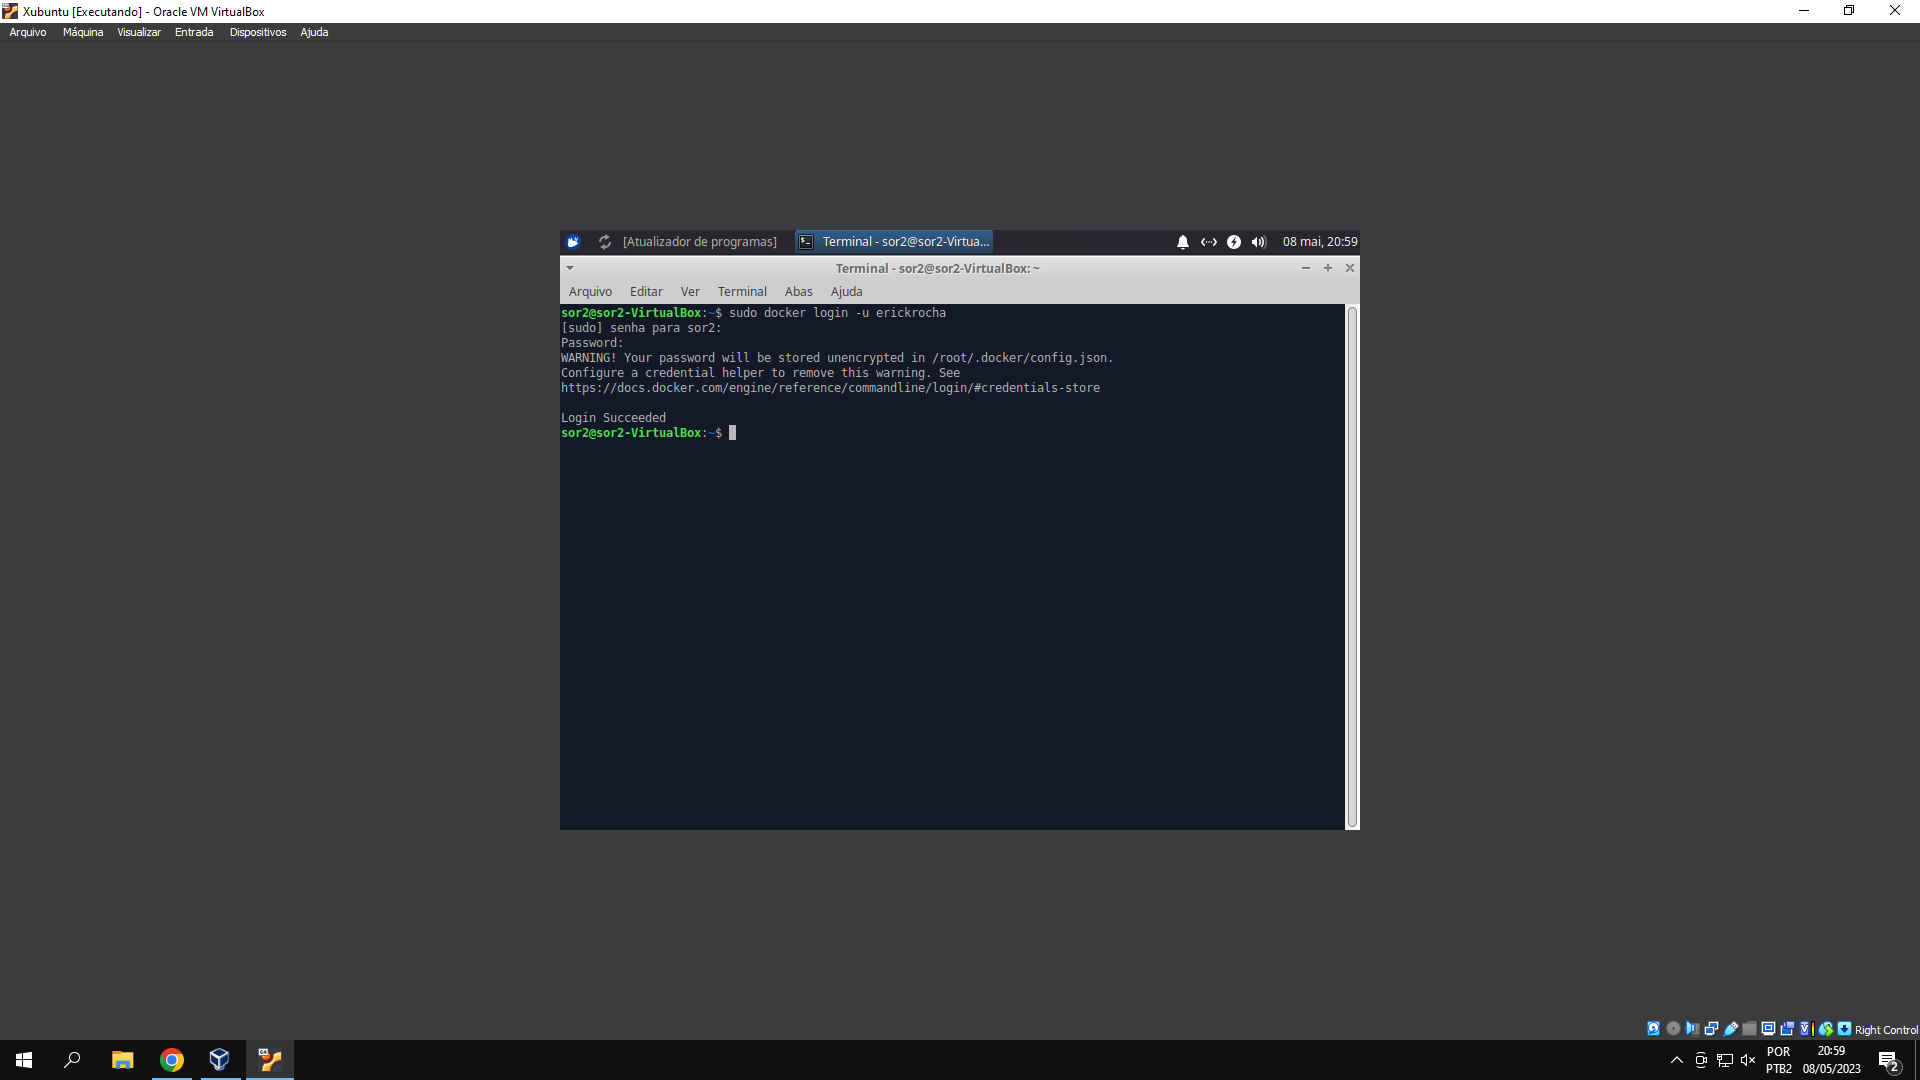 Xubuntu [Executando] - Oracle VM VirtualBox
Arquivo Máquina Visualizar Entrada Dispositivos Ajuda
[Atualizador de programas] Terminal - sor2@sor2-Virtua... 08 mai, 20:59
Terminal - sor2@sor2-VirtualBox: ~
Arquivo Editar Ver Terminal Abas Ajuda
sor2@sor2-VirtualBox:~$ sudo docker login -u erickrocha
[sudo] senha para sor2:
Password:
WARNING! Your password will be stored unencrypted in /root/.docker/config.json.
Configure a credential helper to remove this warning. See
https://docs.docker.com/engine/reference/commandline/login/#credentials-store
Login Succeeded
sor2@sor2-VirtualBox:~$
Right Control
POR 20:59
PTB2 08/05/2023 2